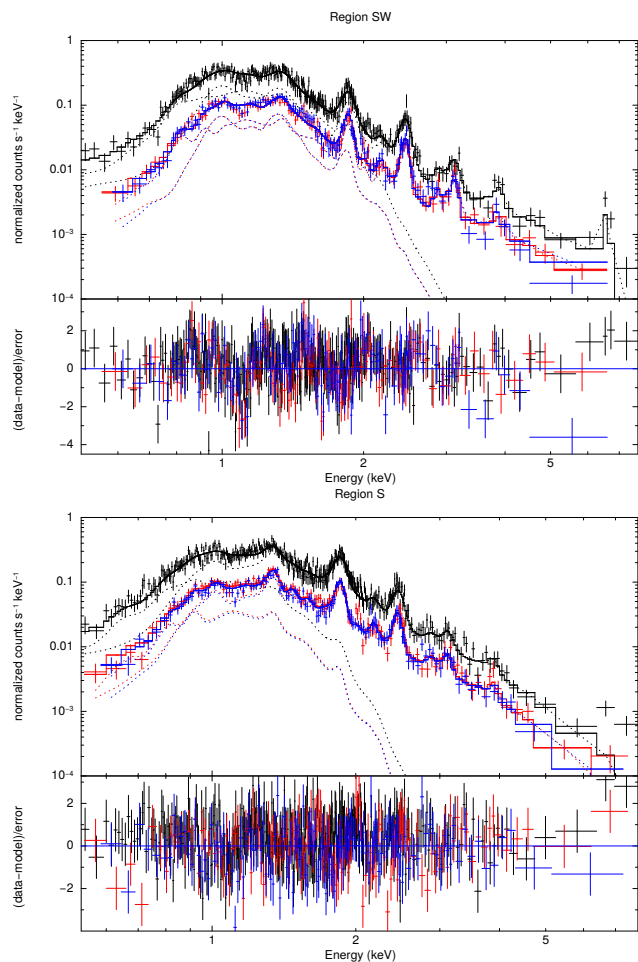 Region SW
1
0.1
0.01
10⁻³
10⁻⁴
normalized counts s⁻¹ keV⁻¹
2
0
−2
−4
(data−model)/error
1
2
5
Energy (keV)
Region S
1
0.1
0.01
10⁻³
10⁻⁴
normalized counts s⁻¹ keV⁻¹
2
0
−2
(data−model)/error
1
2
5
Energy (keV)